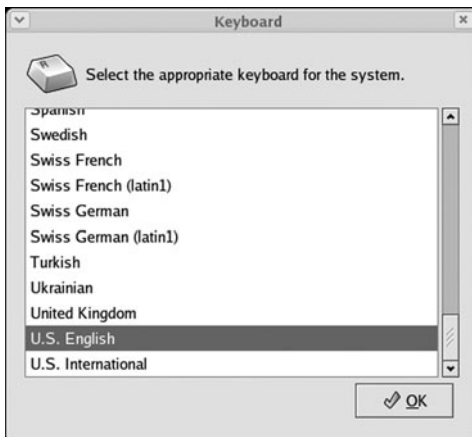 Keyboard
Select the appropriate keyboard for the system.
Spanish
Swedish
Swiss French
Swiss French (latin1)
Swiss German
Swiss German (latin1)
Turkish
Ukrainian
United Kingdom
U.S. English
U.S. International
OK